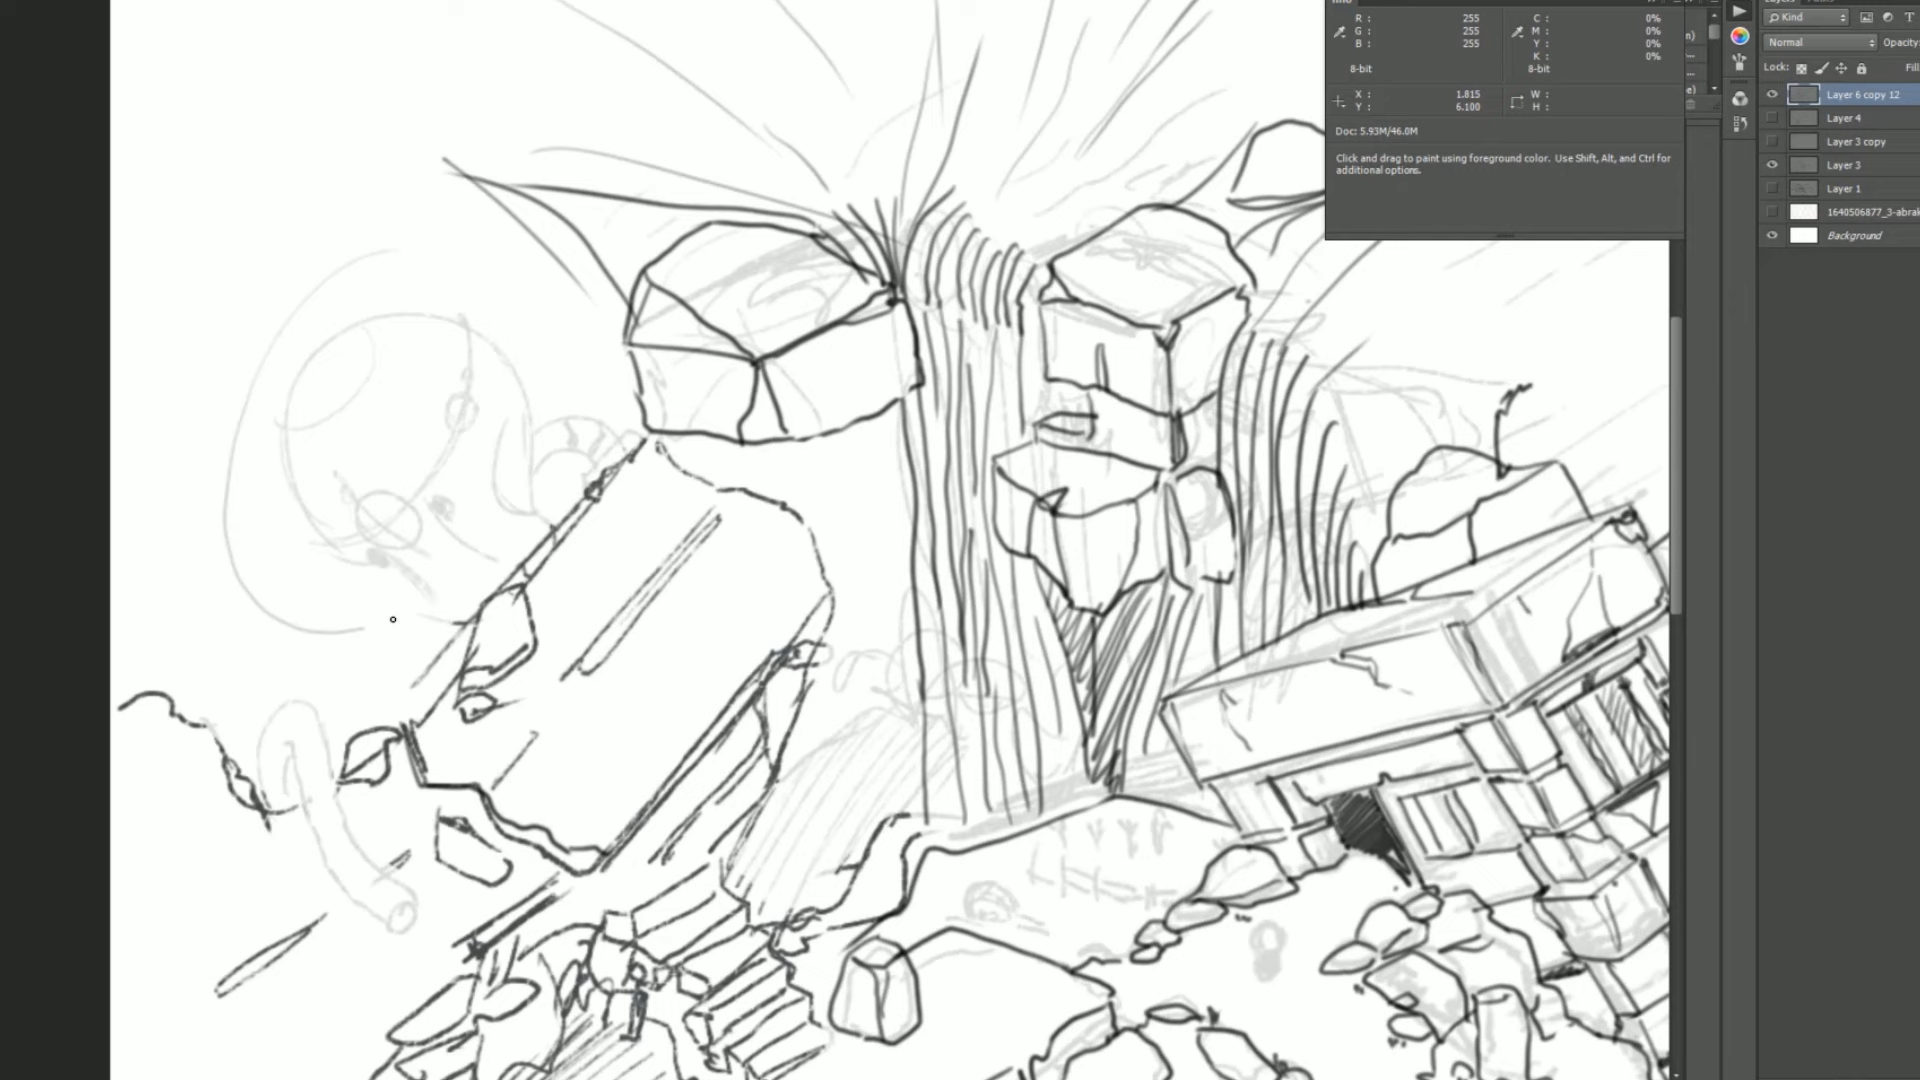 R : 255 C : 0%
G : 255 M : 0%
B : 255 Y : 0%
K : 0%
8-bit 8-bit
X : 1.815 W :
Y : 6.100 H :
Doc: 5.93M/46.0M
Click and drag to paint using foreground color. Use Shift, Alt, and Ctrl for
additional options.
Kind
Normal Opacity:
Lock: Fill
Layer 6 copy 12
Layer 4
Layer 3 copy
Layer 3
Layer 1
1640506877_3-abrak
Background